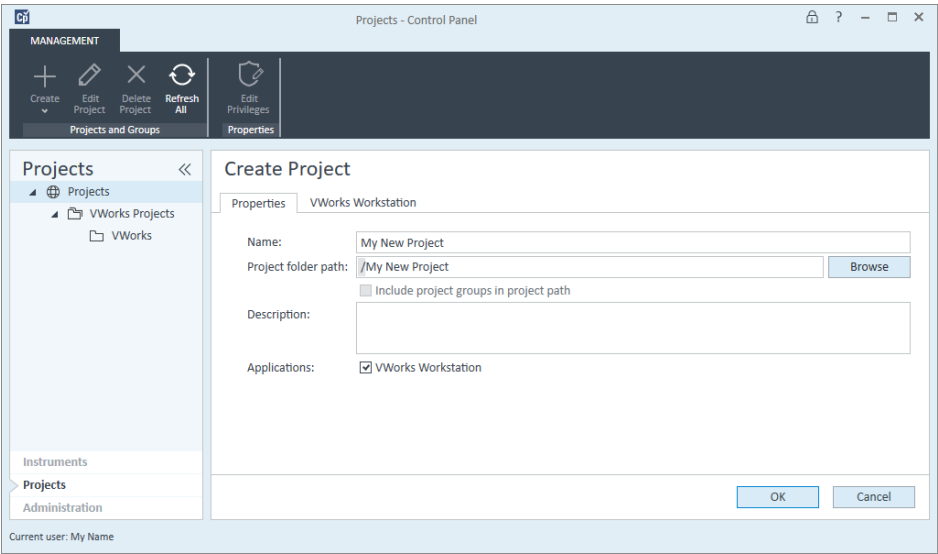 Cp
Projects - Control Panel
?
MANAGEMENT
Create
Edit Project
Delete Project
Refresh All
Edit Privileges
Projects and Groups
Properties
Projects
Projects
VWorks Projects
VWorks
Instruments
Projects
Administration
Create Project
Properties
VWorks Workstation
Name: My New Project
Project folder path: /My New Project
Browse
Include project groups in project path
Description:
Applications: VWorks Workstation
OK
Cancel
Current user: My Name